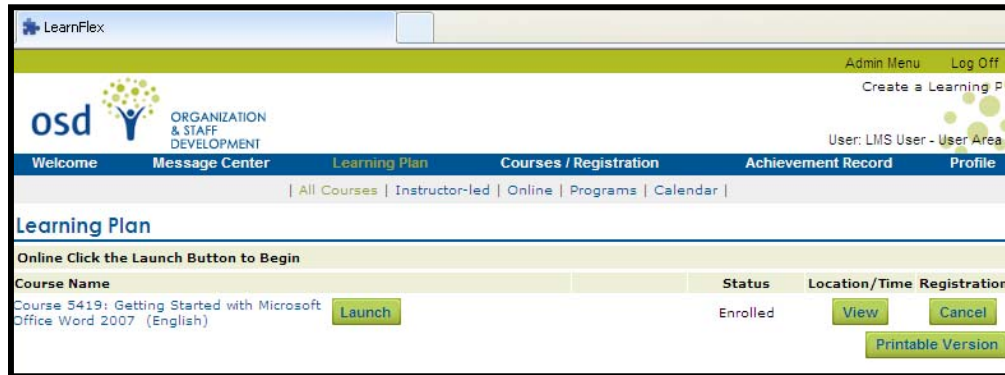 LearnFlex
Admin Menu Log Off
Create a Learning P
osd ORGANIZATION
& STAFF
DEVELOPMENT
User: LMS User - User Area
Welcome Message Center Learning Plan Courses / Registration Achievement Record Profile
| All Courses | Instructor-led | Online | Programs | Calendar |
Learning Plan
Online Click the Launch Button to Begin
Course Name Status Location/Time Registration
Course 5419: Getting Started with Microsoft
Office Word 2007 (English) Launch Enrolled View Cancel
Printable Version